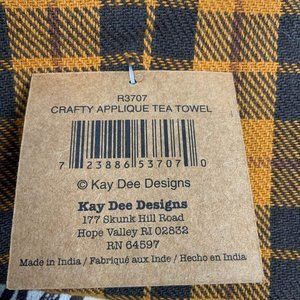 R3707
CRAFTY APPLIQUE TEA TOWEL
7 23886 53707 0
© Kay Dee Designs
Kay Dee Designs
177 Skunk Hill Road
Hope Valley RI 02832
RN 64597
Made in India / Fabriqué aux Inde / Hecho en India